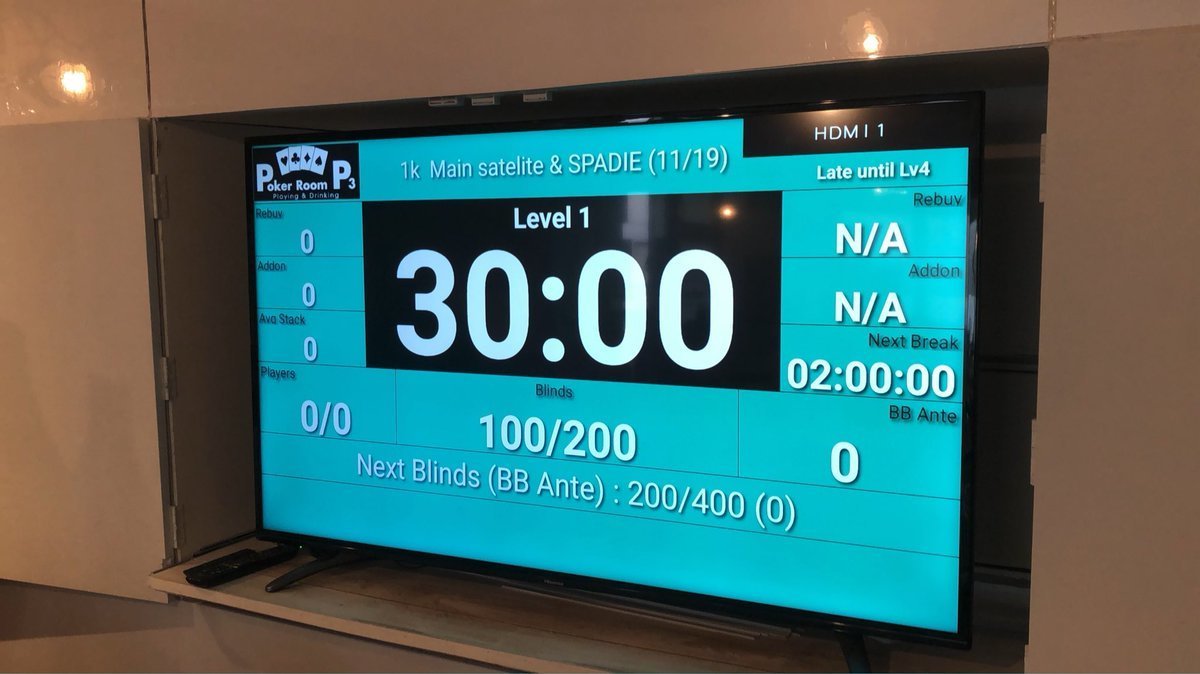 HDMI 1
Poker Room P3
Playing & Drinking
1k Main satelite & SPADIE (11/19)
Late until Lv4
Rebuy
0
Addon
0
Avg Stack
0
Players
0/0
Level 1
30:00
Blinds
100/200
Rebuy
N/A
Addon
N/A
Next Break
02:00:00
BB Ante
0
Next Blinds (BB Ante) : 200/400 (0)
Hisense